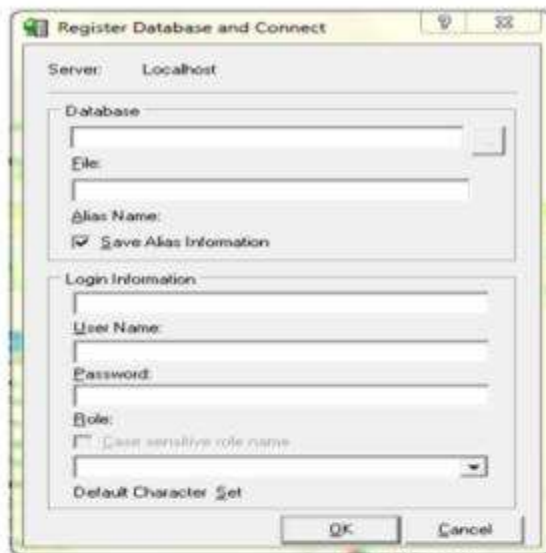 Register Database and Connect
Server: Localhost
Database
...
File:
Alias Name:
Save Alias Information
Login Information
User Name:
Password:
Role:
Case sensitive role name
Default Character Set
OK
Cancel